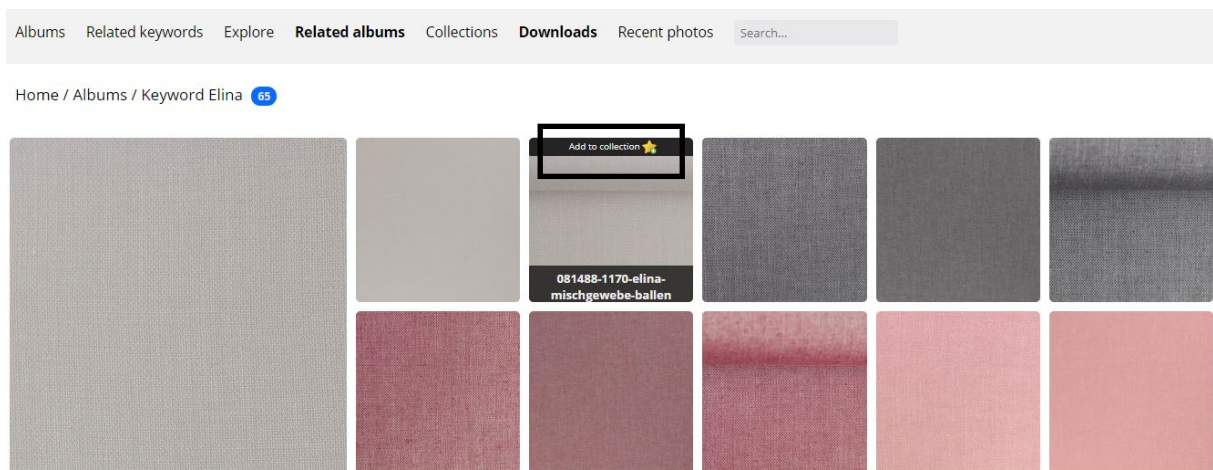 Albums Related keywords Explore Related albums Collections Downloads Recent photos Search...
Home / Albums / Keyword Elina 65
Add to collection
081488-1170-elina-
mischgewebe-ballen